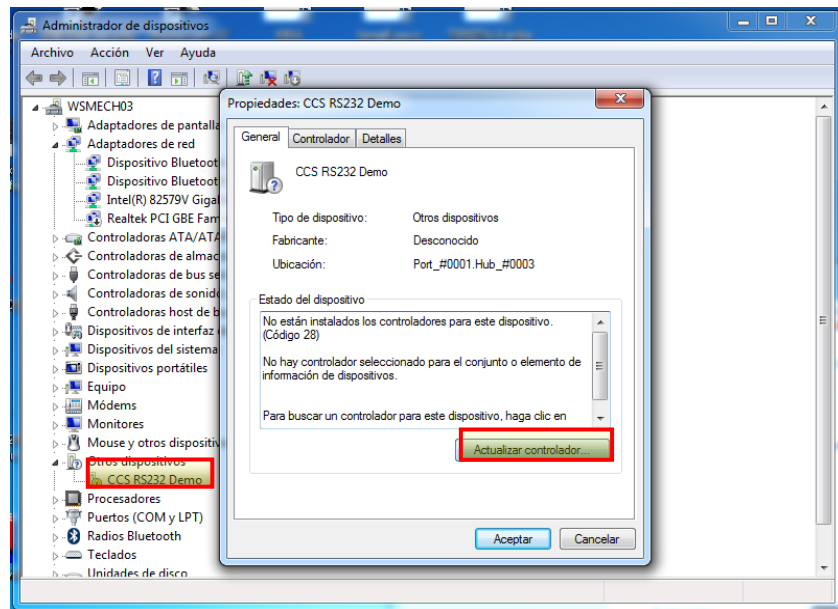 Administrador de dispositivos
Archivo Acción Ver Ayuda
WSMECH03
Adaptadores de pantalla
Adaptadores de red
Dispositivo Bluetoot
Dispositivo Bluetoot
Intel(R) 82579V Gigal
Realtek PCI GBE Fam
Controladoras ATA/ATA
Controladoras de almac
Controladoras de bus se
Controladoras de sonido
Controladoras host de b
Dispositivos de interfaz
Dispositivos del sistema
Dispositivos portátiles
Equipo
Módems
Monitores
Mouse y otros dispositiv
Otros dispositivos
CCS RS232 Demo
Procesadores
Puertos (COM y LPT)
Radios Bluetooth
Teclados
Unidades de disco
Propiedades: CCS RS232 Demo
General Controlador Detalles
CCS RS232 Demo
Tipo de dispositivo: Otros dispositivos
Fabricante: Desconocido
Ubicación: Port_#0001.Hub_#0003
Estado del dispositivo
No están instalados los controladores para este dispositivo.
(Código 28)
No hay controlador seleccionado para el conjunto o elemento de
información de dispositivos.
Para buscar un controlador para este dispositivo, haga clic en
Actualizar controlador...
Aceptar Cancelar